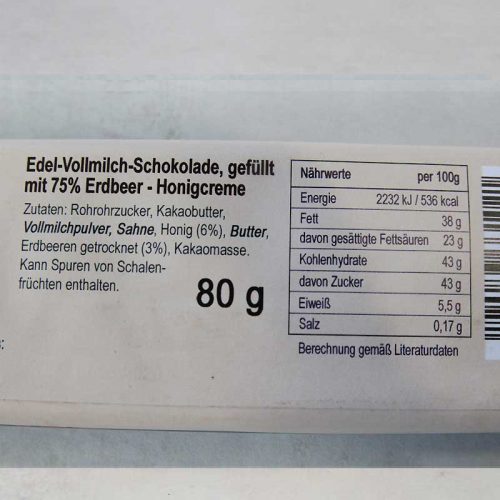 Edel-Vollmilch-Schokolade, gefüllt
mit 75% Erdbeer - Honigcreme
Zutaten: Rohrohrzucker, Kakaobutter,
Vollmilchpulver, Sahne, Honig (6%), Butter,
Erdbeeren getrocknet (3%), Kakaomasse.
Kann Spuren von Schalen-
früchten enthalten.
80 g
Nährwerte per 100g
Energie 2232 kJ / 536 kcal
Fett 38 g
davon gesättigte Fettsäuren 23 g
Kohlenhydrate 43 g
davon Zucker 43 g
Eiweiß 5,5 g
Salz 0,17 g
Berechnung gemäß Literaturdaten